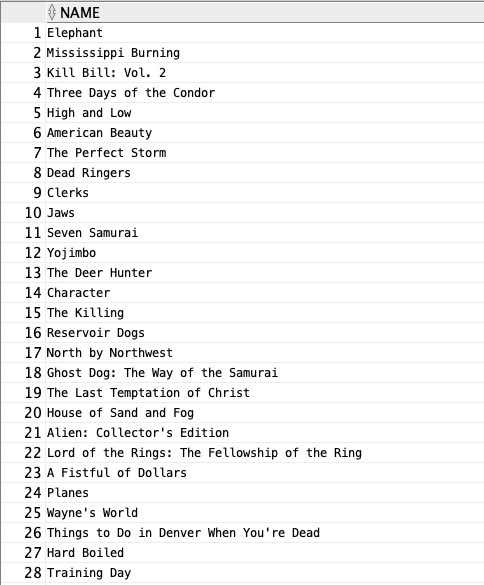 NAME
1 Elephant
2 Mississippi Burning
3 Kill Bill: Vol. 2
4 Three Days of the Condor
5 High and Low
6 American Beauty
7 The Perfect Storm
8 Dead Ringers
9 Clerks
10 Jaws
11 Seven Samurai
12 Yojimbo
13 The Deer Hunter
14 Character
15 The Killing
16 Reservoir Dogs
17 North by Northwest
18 Ghost Dog: The Way of the Samurai
19 The Last Temptation of Christ
20 House of Sand and Fog
21 Alien: Collector's Edition
22 Lord of the Rings: The Fellowship of the Ring
23 A Fistful of Dollars
24 Planes
25 Wayne's World
26 Things to Do in Denver When You're Dead
27 Hard Boiled
28 Training Day